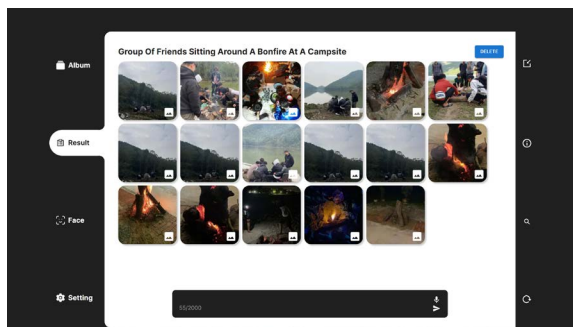 Group Of Friends Sitting Around A Bonfire At A Campsite
DELETE
Album
Result
Face
Setting
55/2000